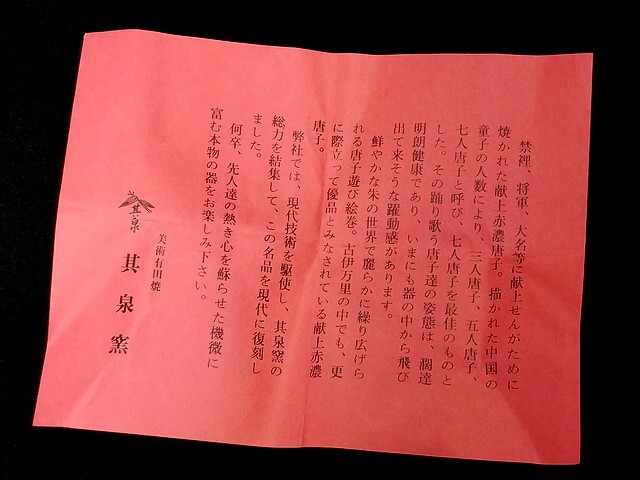 禁裡、将軍、大名等に献上せんがために
焼かれた献上赤濃唐子。描かれた中国の
童子の人数により、三人唐子、五人唐子、
七人唐子と呼び、七人唐子を最佳のものと
した。その踊り歌う唐子達の姿態は、濶達
明朗健康であり、いまにも器の中から飛び
出て来そうな躍動感があります。
鮮やかな朱の世界で麗らかに繰り広げら
れる唐子遊び絵巻。古伊万里の中でも、更
に際立って優品とみなされている献上赤濃
唐子。
弊社では、現代技術を駆使し、其泉窯の
総力を結集して、この名品を現代に復刻し
ました。
何卒、先人達の熱き心を蘇らせた機微に
富む本物の器をお楽しみ下さい。
美術有田焼
其泉
其泉窯